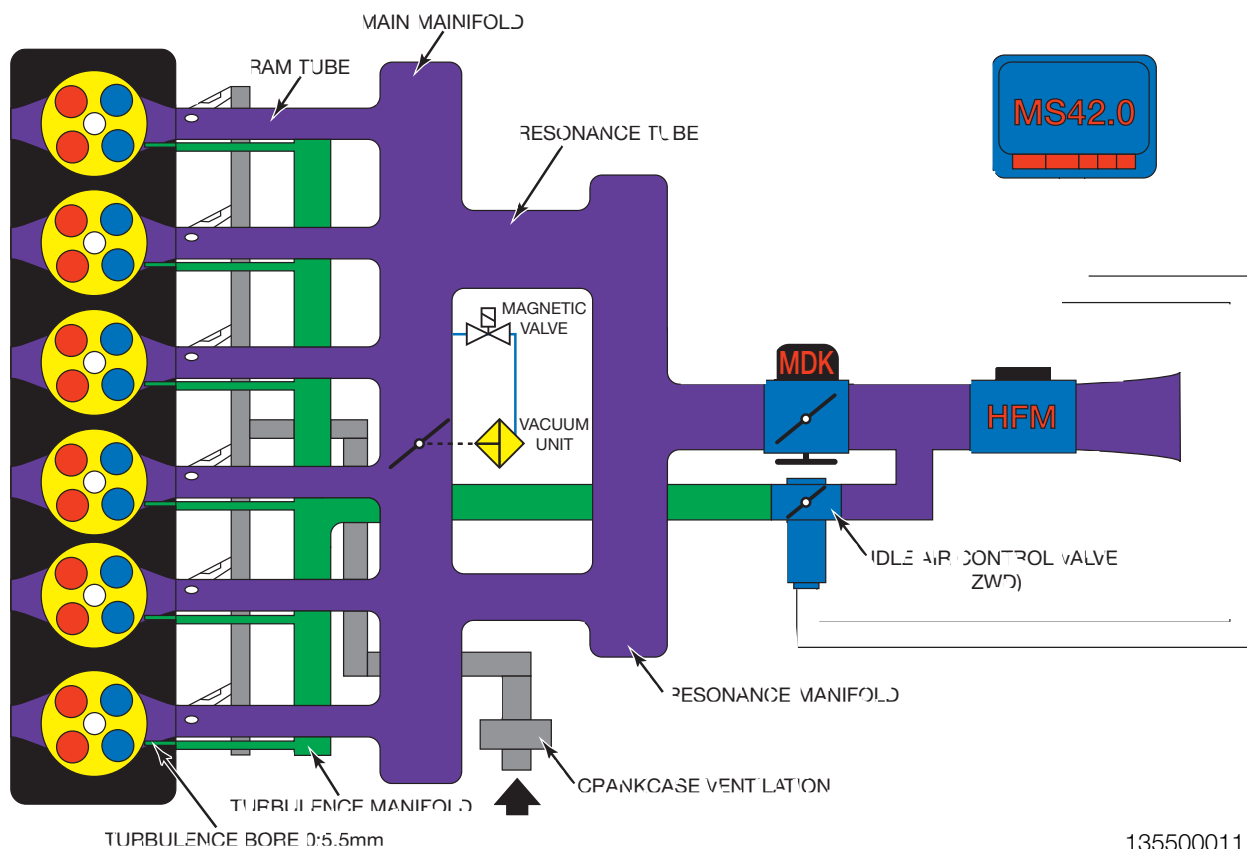 MAIN MAINIFOLD
RAM TUBE
RESONANCE TUBE
MS42.0
MAGNETIC
VALVE
MDK
HFM
VACUUM
UNIT
IDLE AIR CONTROL VALVE
ZWD)
RESONANCE MANIFOLD
CRANKCASE VENTILATION
TURBULENCE MANIFOLD
TURBULENCE BORE 0:5.5mm
135500011